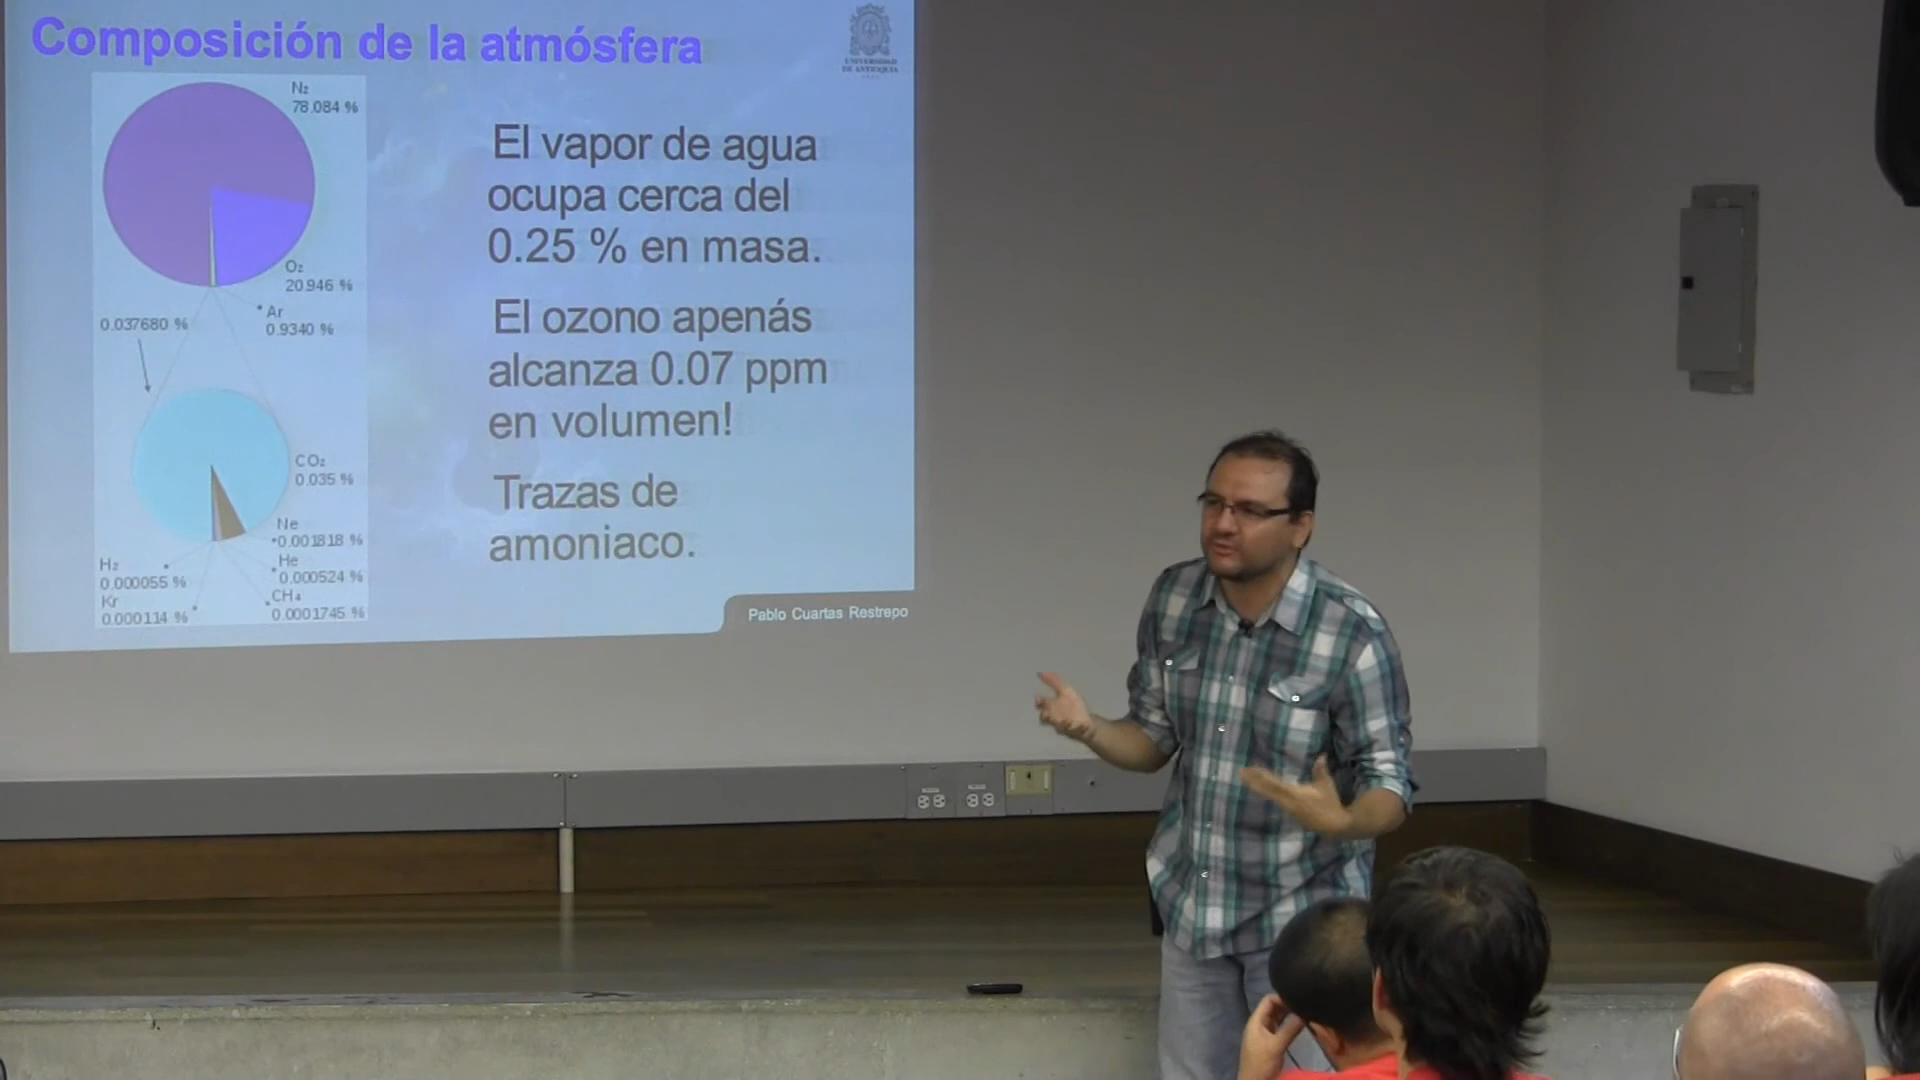 Composición de la atmósfera
UNIVERSIDAD
DE ANTIOQUIA
N₂
78.084 %
O₂
20.946 %
Ar
0.9340 %
0.037680 %
CO₂
0.035 %
Ne
0.001818 %
He
0.000524 %
CH₄
0.0001745 %
H₂
0.000055 %
Kr
0.000114 %
El vapor de agua
ocupa cerca del
0.25 % en masa.
El ozono apenás
alcanza 0.07 ppm
en volumen!
Trazas de
amoniaco.
Pablo Cuartas Restrepo